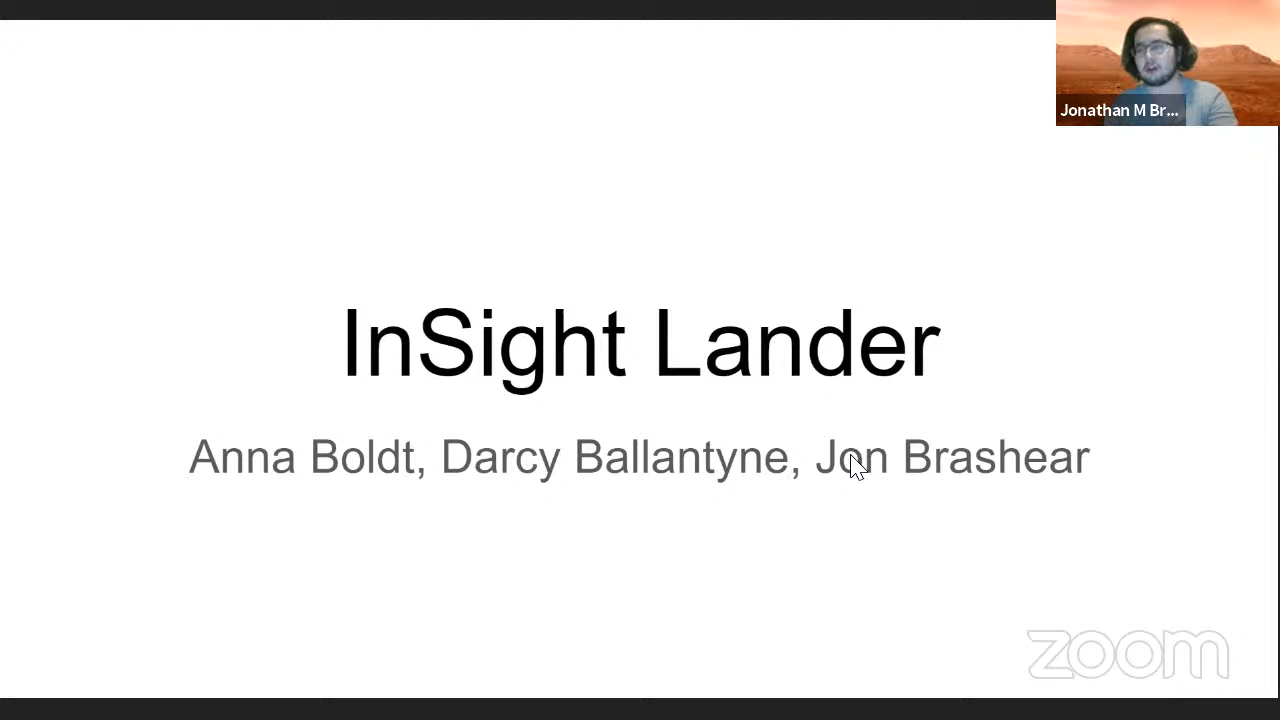 Jonathan M Br...
InSight Lander
Anna Boldt, Darcy Ballantyne, Jon Brashear
zoom